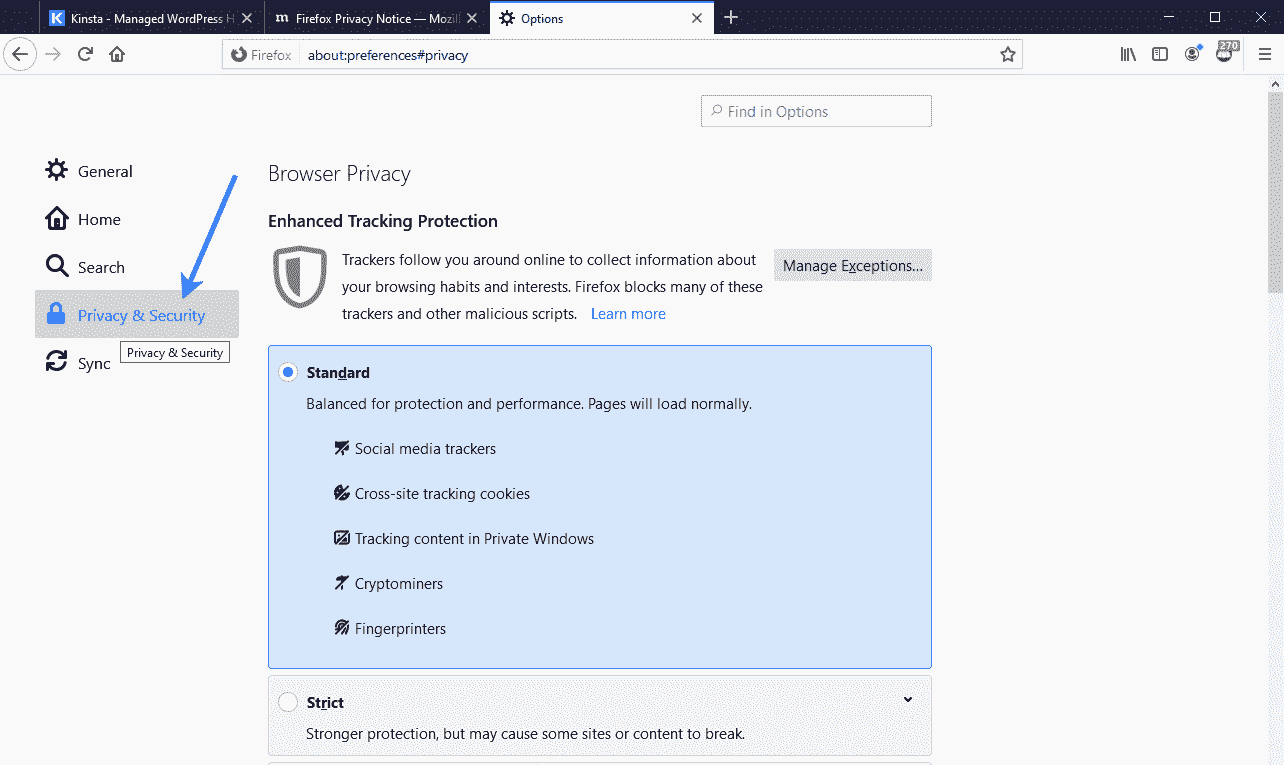 Kinsta - Managed WordPress H
Firefox Privacy Notice — Mozill
Options
Firefox
about:preferences#privacy
270
Find in Options
General
Home
Search
Privacy & Security
Privacy & Security
Sync
Browser Privacy
Enhanced Tracking Protection
Trackers follow you around online to collect information about
your browsing habits and interests. Firefox blocks many of these
trackers and other malicious scripts. Learn more
Manage Exceptions...
Standard
Balanced for protection and performance. Pages will load normally.
Social media trackers
Cross-site tracking cookies
Tracking content in Private Windows
Cryptominers
Fingerprinters
Strict
Stronger protection, but may cause some sites or content to break.